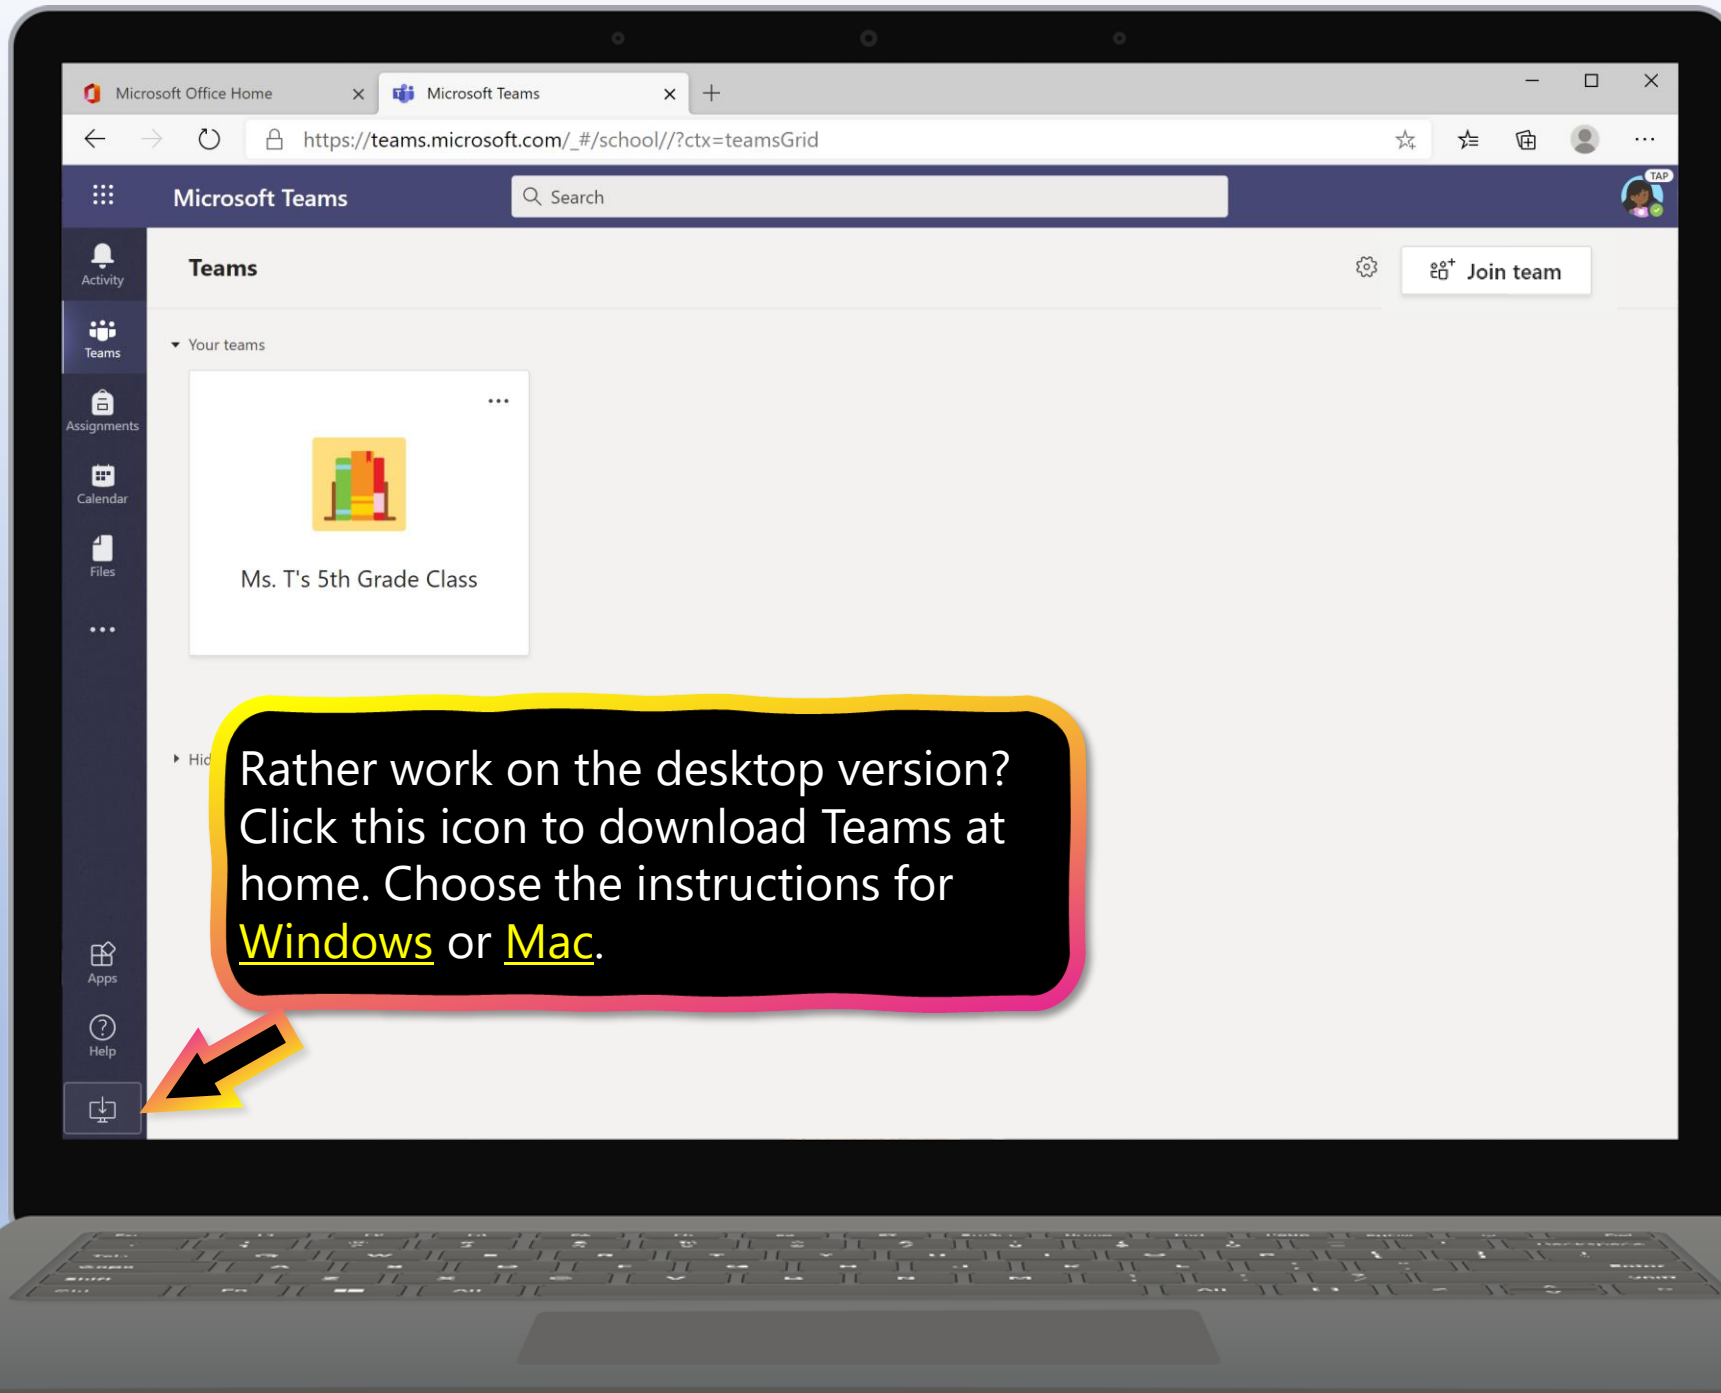 Microsoft Office Home
Microsoft Teams
https://teams.microsoft.com/_#/school//?ctx=teamsGrid
Microsoft Teams
Search
TAP
Activity
Teams
Join team
Teams
Your teams
Assignments
Calendar
Files
Ms. T's 5th Grade Class
Hid
Rather work on the desktop version?
Click this icon to download Teams at
home. Choose the instructions for
Windows or Mac.
Apps
Help